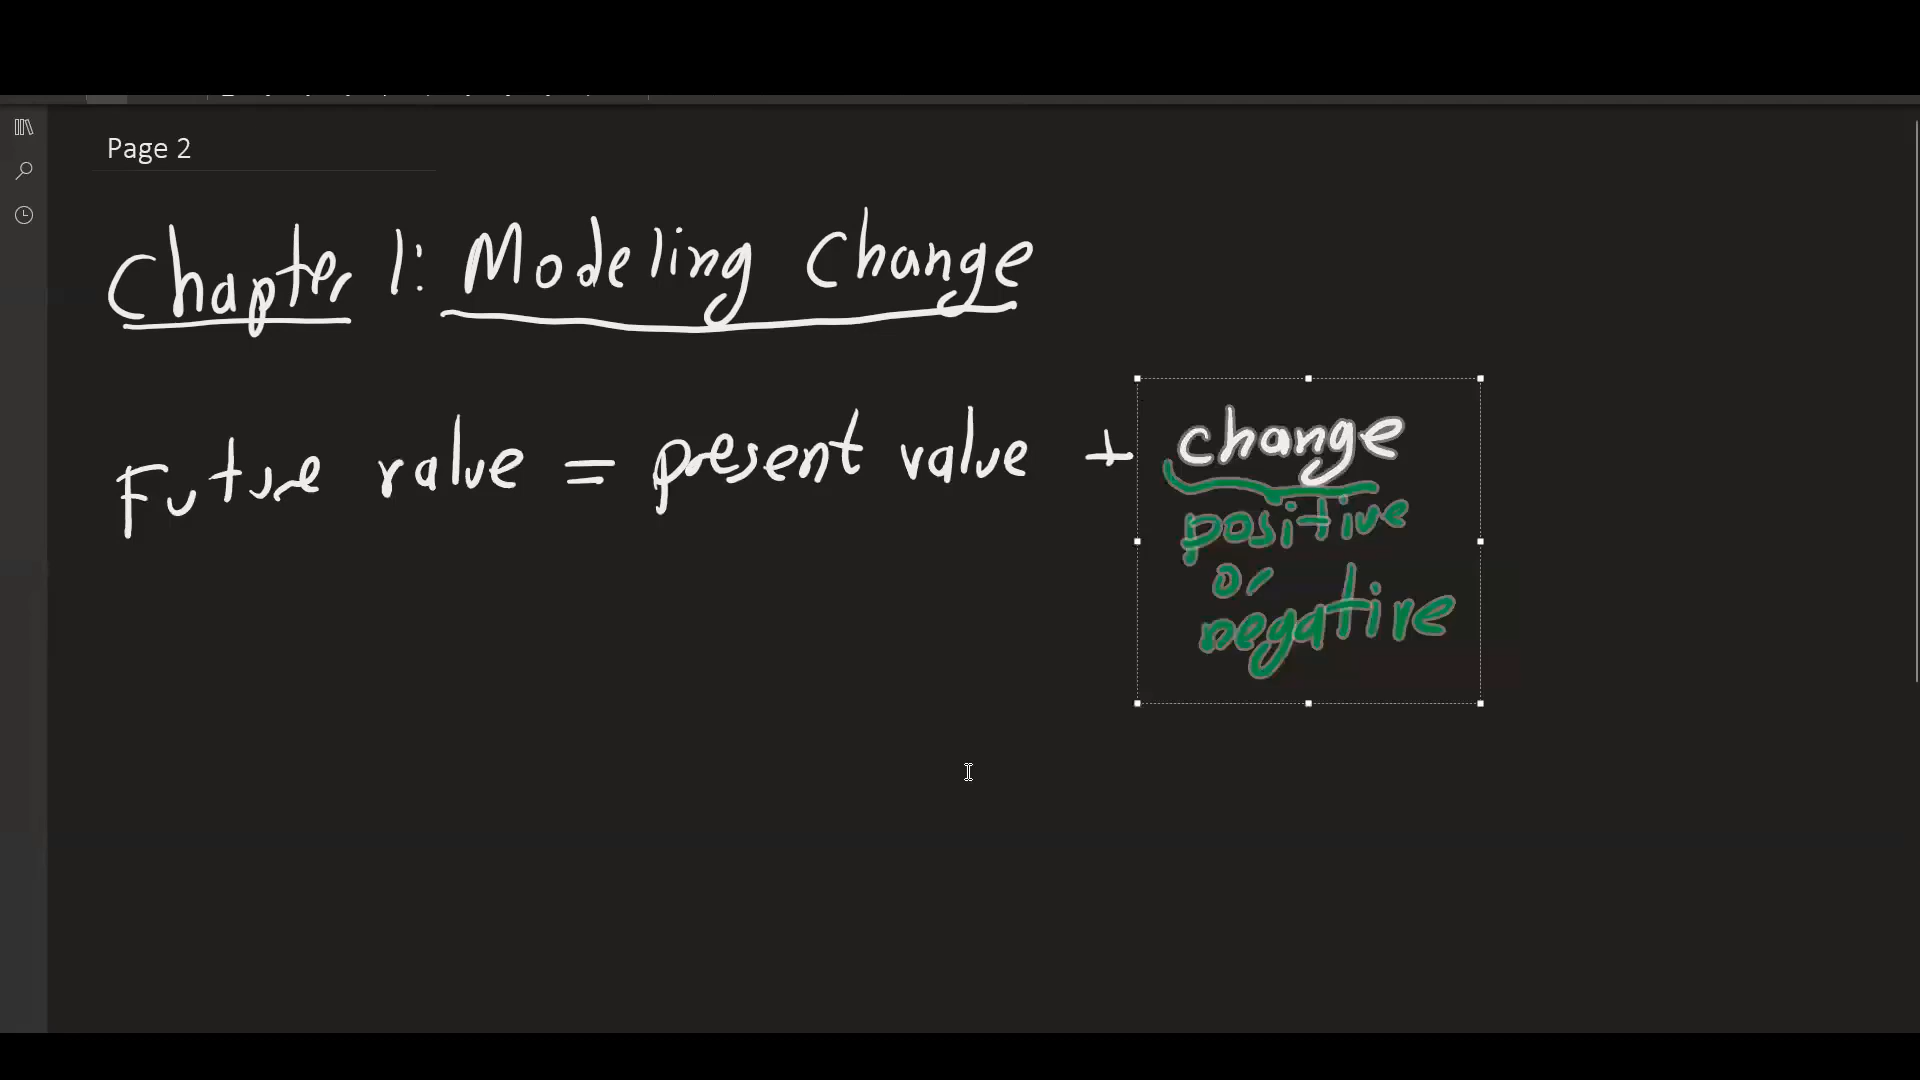 Page 2
Chapter 1: Modeling Change
Future value = present value + change
positive
or
negative